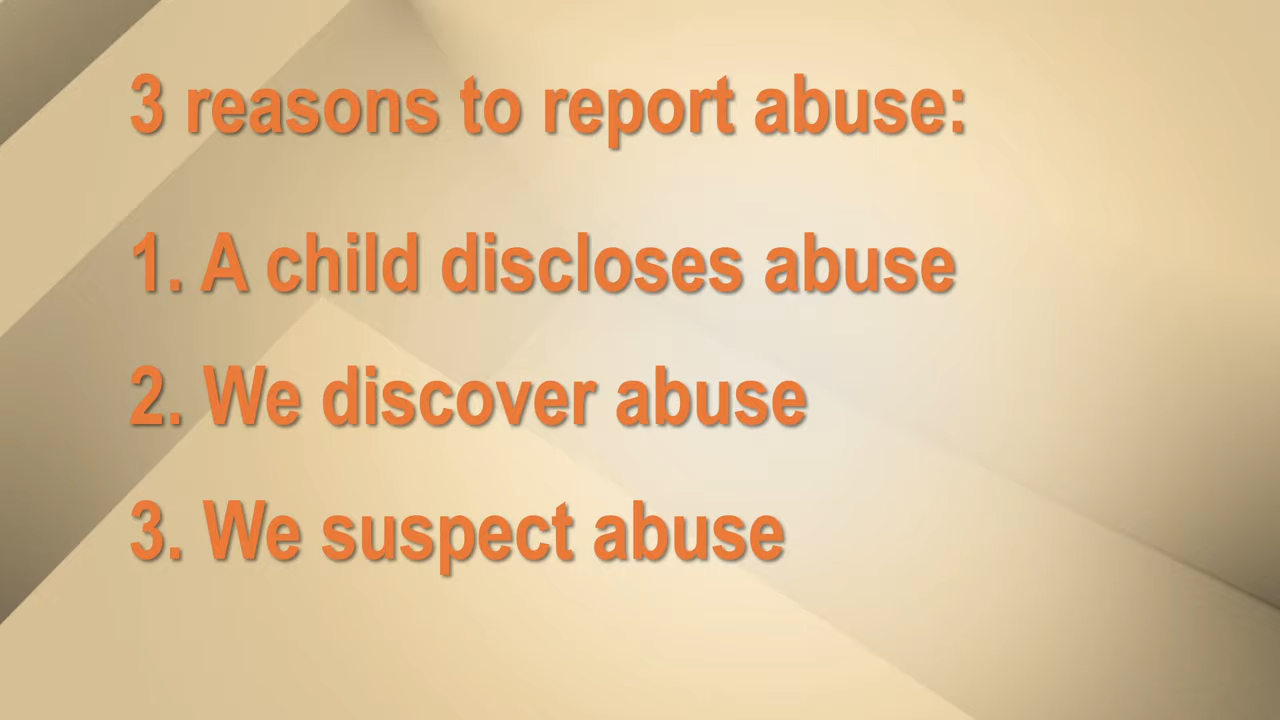 3 reasons to report abuse:
1. A child discloses abuse
2. We discover abuse
3. We suspect abuse